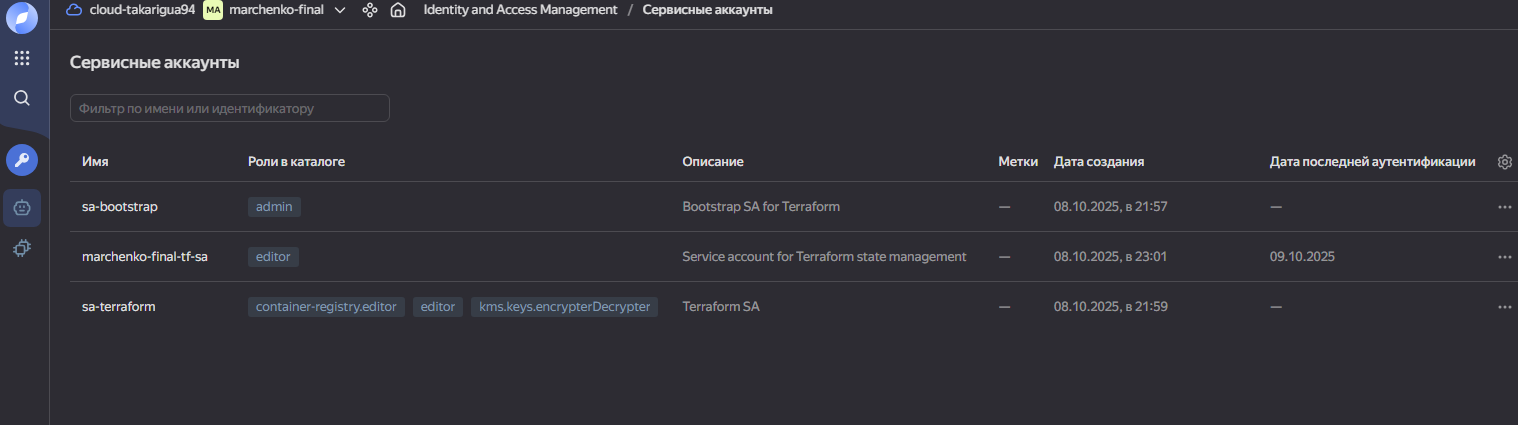 cloud-takarigua94 MA marchenko-final Identity and Access Management / Сервисные аккаунты
Сервисные аккаунты
Фильтр по имени или идентификатору
Имя Роли в каталоге Описание Метки Дата создания Дата последней аутентификации
sa-bootstrap admin Bootstrap SA for Terraform — 08.10.2025, в 21:57 —
marchenko-final-tf-sa editor Service account for Terraform state management — 08.10.2025, в 23:01 09.10.2025
sa-terraform container-registry.editor editor kms.keys.encrypterDecrypter Terraform SA — 08.10.2025, в 21:59 —